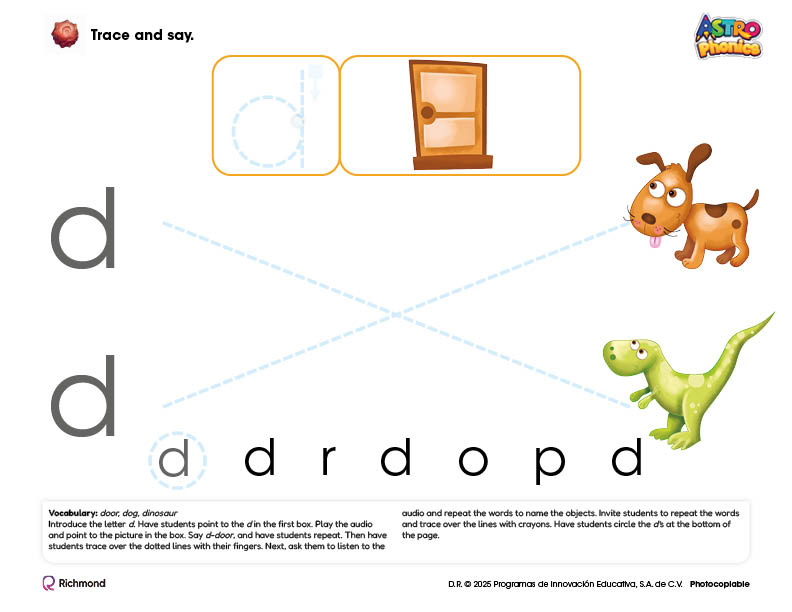 Trace and say.
ASTRO
Phonics
d
d
d
d d r d o p d
Vocabulary: door, dog, dinosaur
Introduce the letter d. Have students point to the d in the first box. Play the audio
and point to the picture in the box. Say d-door, and have students repeat. Then have
students trace over the dotted lines with their fingers. Next, ask them to listen to the
audio and repeat the words to name the objects. Invite students to repeat the words
and trace over the lines with crayons. Have students circle the d's at the bottom of
the page.
Richmond
D.R. © 2025 Programas de Innovación Educativa, S.A. de C.V. Photocopiable